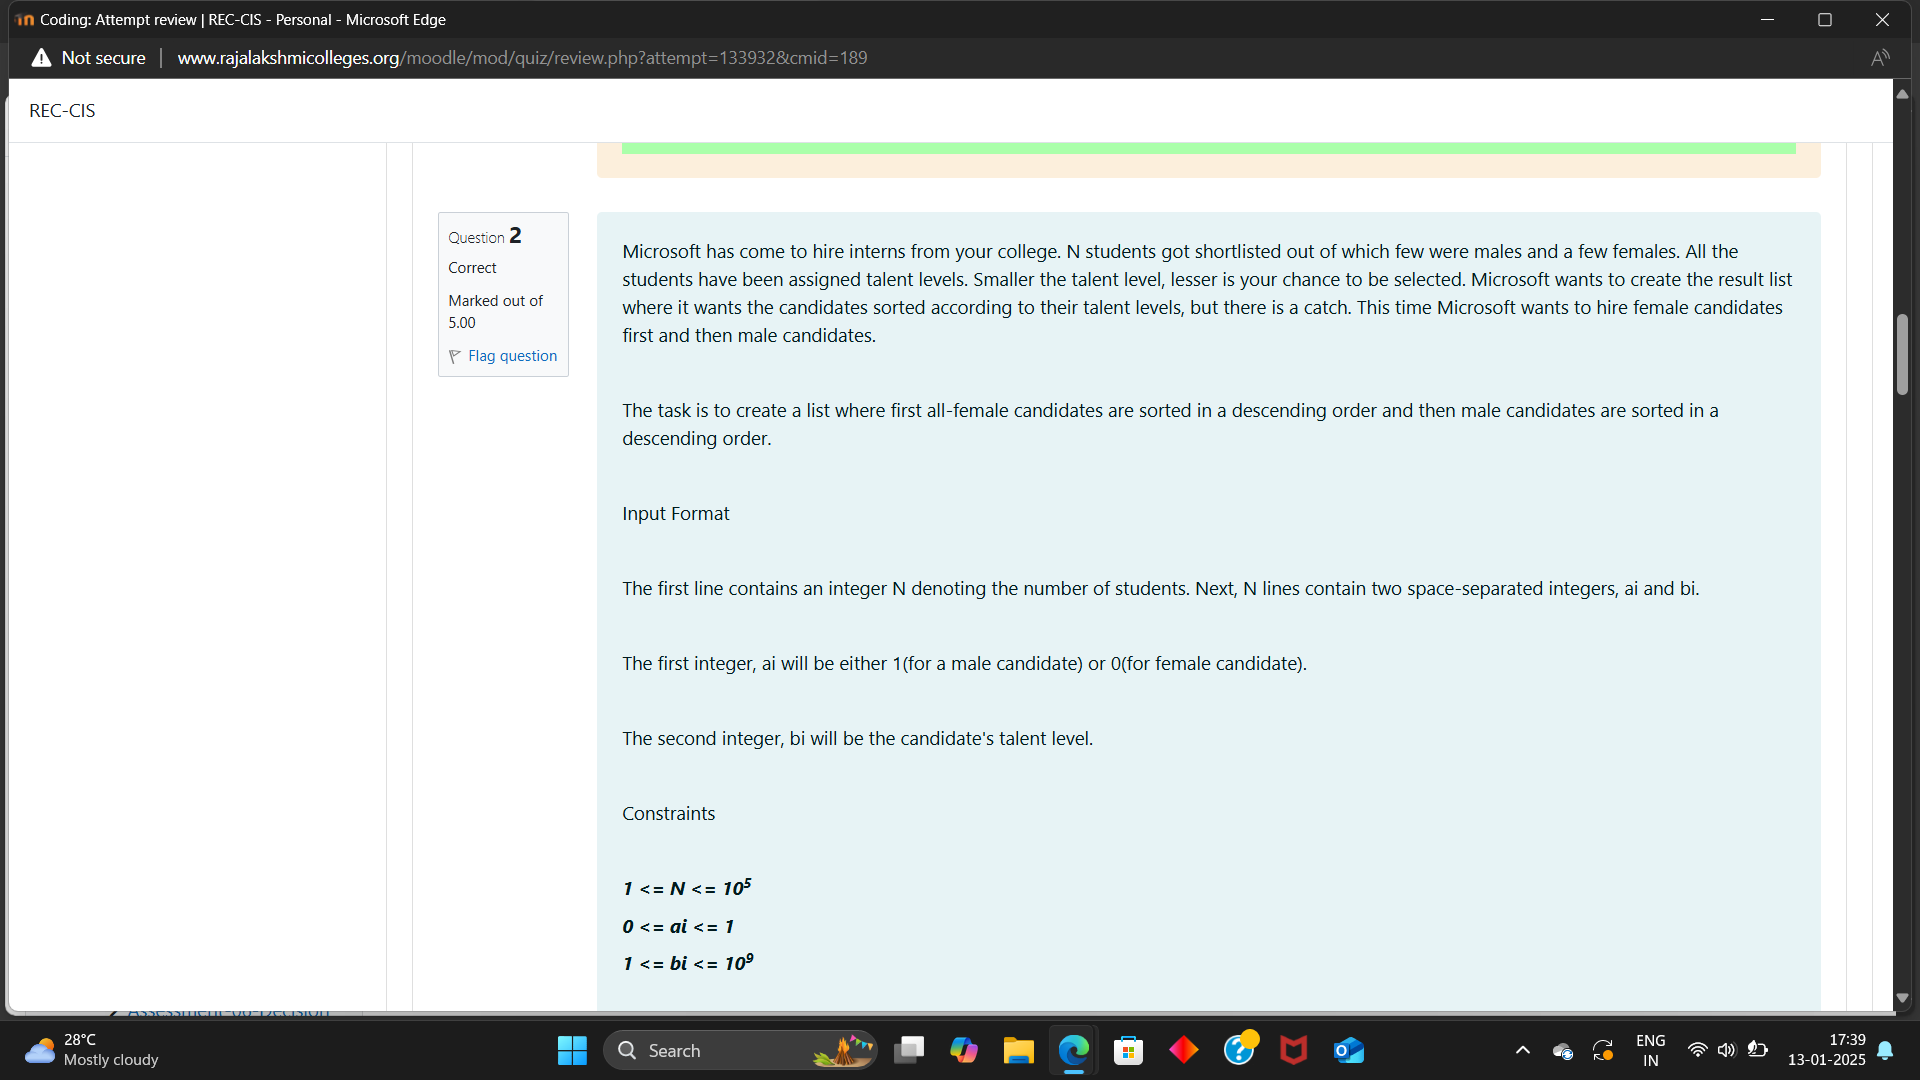 Coding: Attempt review | REC-CIS - Personal - Microsoft Edge
Not secure
www.rajalakshmicolleges.org/moodle/mod/quiz/review.php?attempt=133932&cmid=189
REC-CIS
Question 2
Correct
Marked out of
5.00
Flag question
Microsoft has come to hire interns from your college. N students got shortlisted out of which few were males and a few females. All the
students have been assigned talent levels. Smaller the talent level, lesser is your chance to be selected. Microsoft wants to create the result list
where it wants the candidates sorted according to their talent levels, but there is a catch. This time Microsoft wants to hire female candidates
first and then male candidates.
The task is to create a list where first all-female candidates are sorted in a descending order and then male candidates are sorted in a
descending order.
Input Format
The first line contains an integer N denoting the number of students. Next, N lines contain two space-separated integers, ai and bi.
The first integer, ai will be either 1(for a male candidate) or 0(for female candidate).
The second integer, bi will be the candidate's talent level.
Constraints
1 <= N <= 10⁵
0 <= ai <= 1
1 <= bi <= 10⁹
28°C
Mostly cloudy
Search
ENG
IN
17:39
13-01-2025